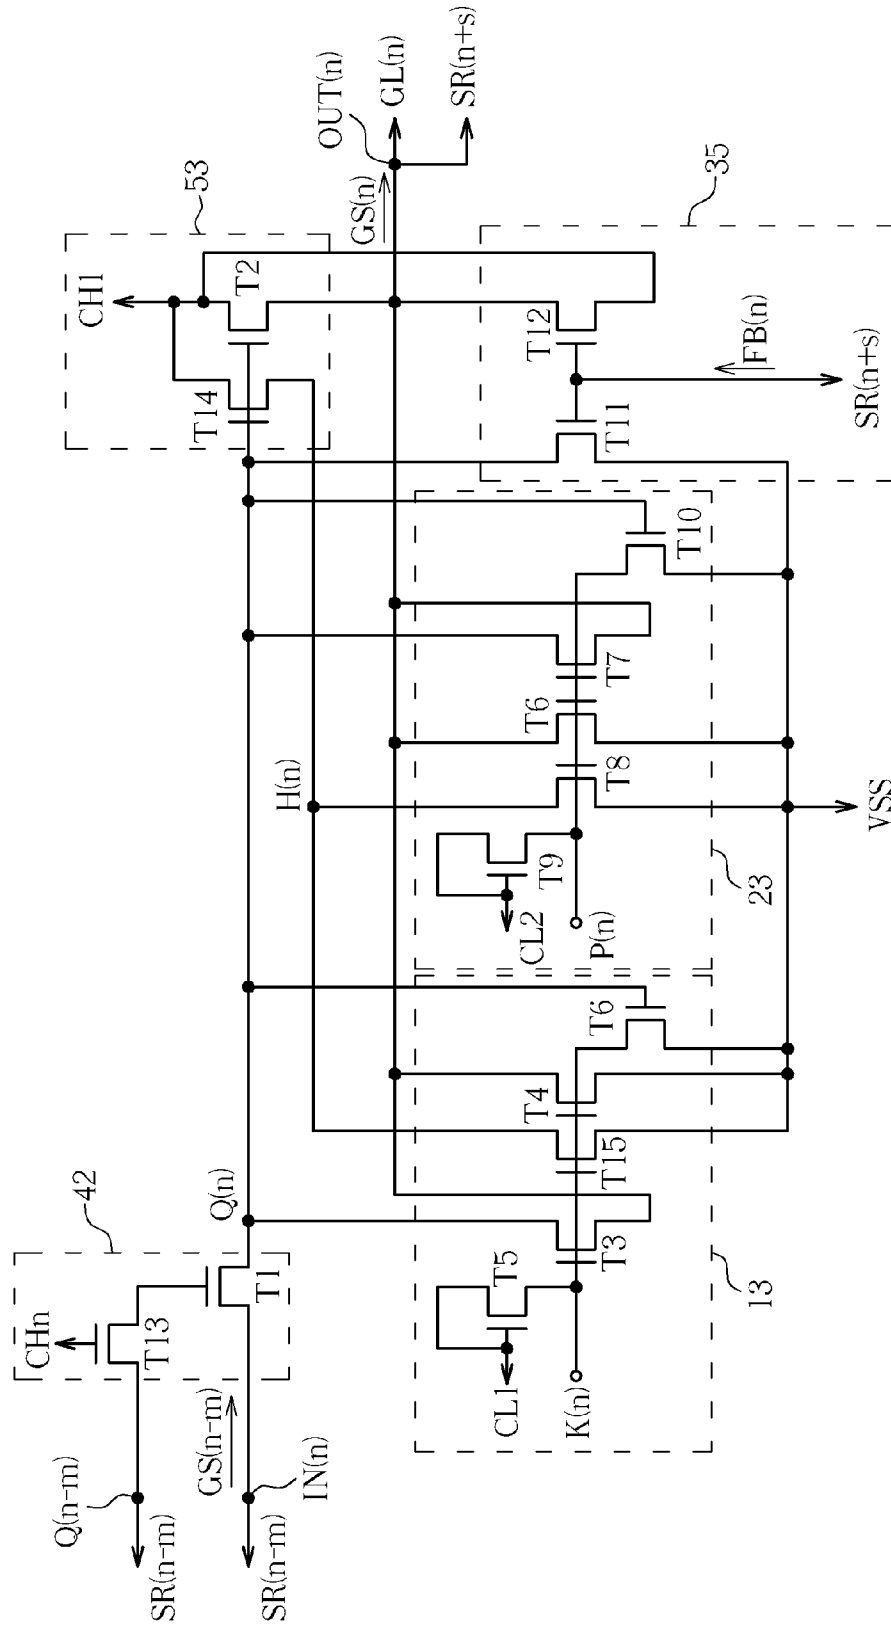 Q(n-m)
SR(n-m)
GS(n-m)
SR(n-m)
IN(n)
CHn
T13
T1
42
Q(n)
CL1
K(n)
T5
T3
T15
T4
T6
13
H(n)
CL2
P(n)
T9
T8
T6
T7
T10
23
VSS
CH1
T14
T2
53
GS(n)
OUT(n)
GL(n)
SR(n+s)
T11
T12
FB(n)
SR(n+s)
35